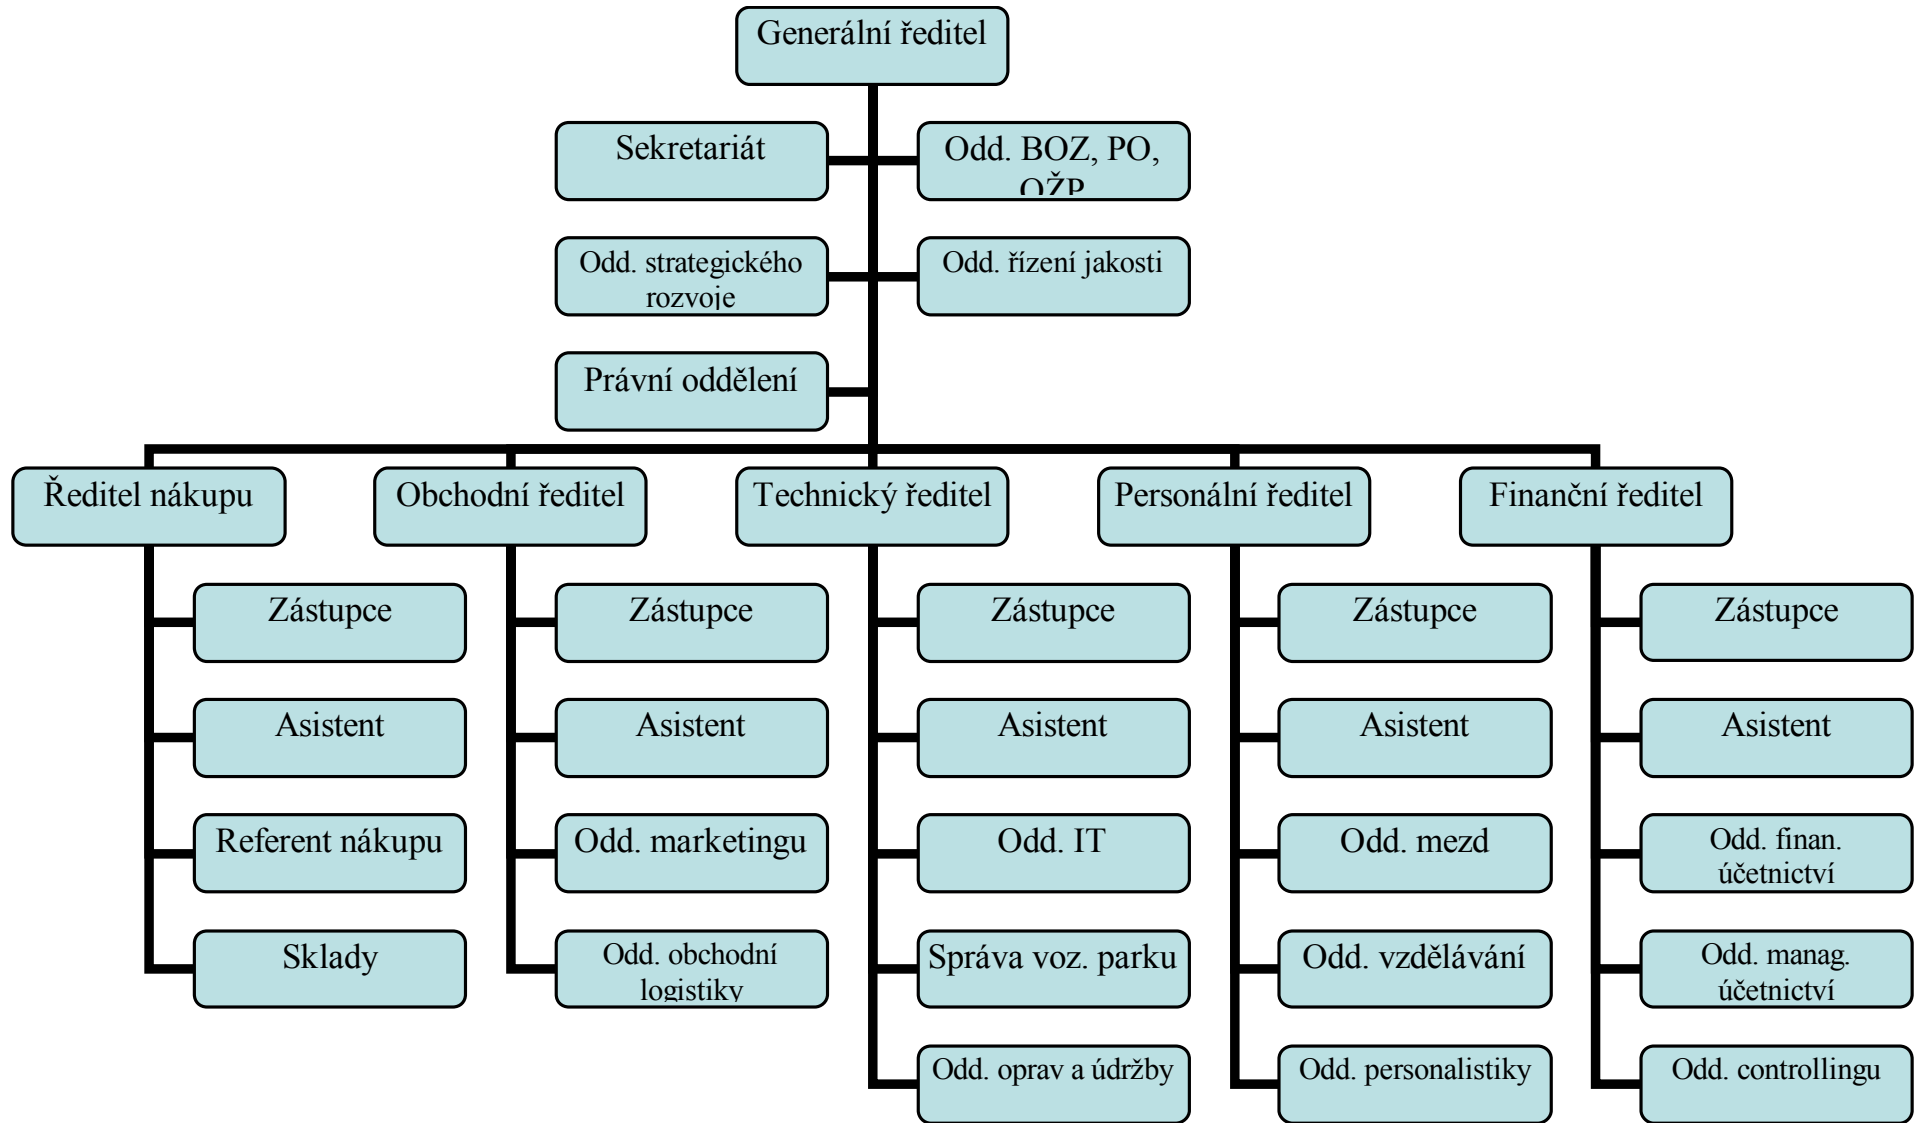 Generální ředitel
Sekretariát
Odd. BOZ, PO,
OŽP
Odd. strategického
rozvoje
Odd. řízení jakosti
Právní oddělení
Ředitel nákupu
Obchodní ředitel
Technický ředitel
Personální ředitel
Finanční ředitel
Zástupce
Zástupce
Zástupce
Zástupce
Zástupce
Asistent
Asistent
Asistent
Asistent
Asistent
Referent nákupu
Odd. marketingu
Odd. IT
Odd. mezd
Odd. finan.
účetnictví
Sklady
Odd. obchodní
logistiky
Správa voz. parku
Odd. vzdělávání
Odd. manag.
účetnictví
Odd. oprav a údržby
Odd. personalistiky
Odd. controllingu